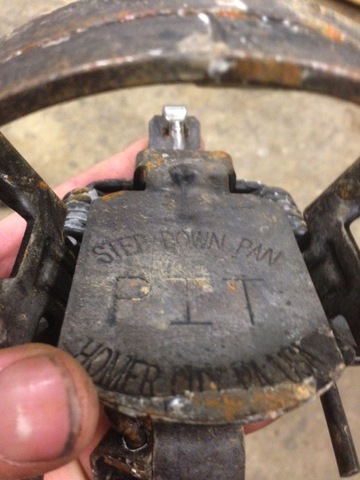 STEP DOWN PAN
P I T
HOMER CITY PA USA